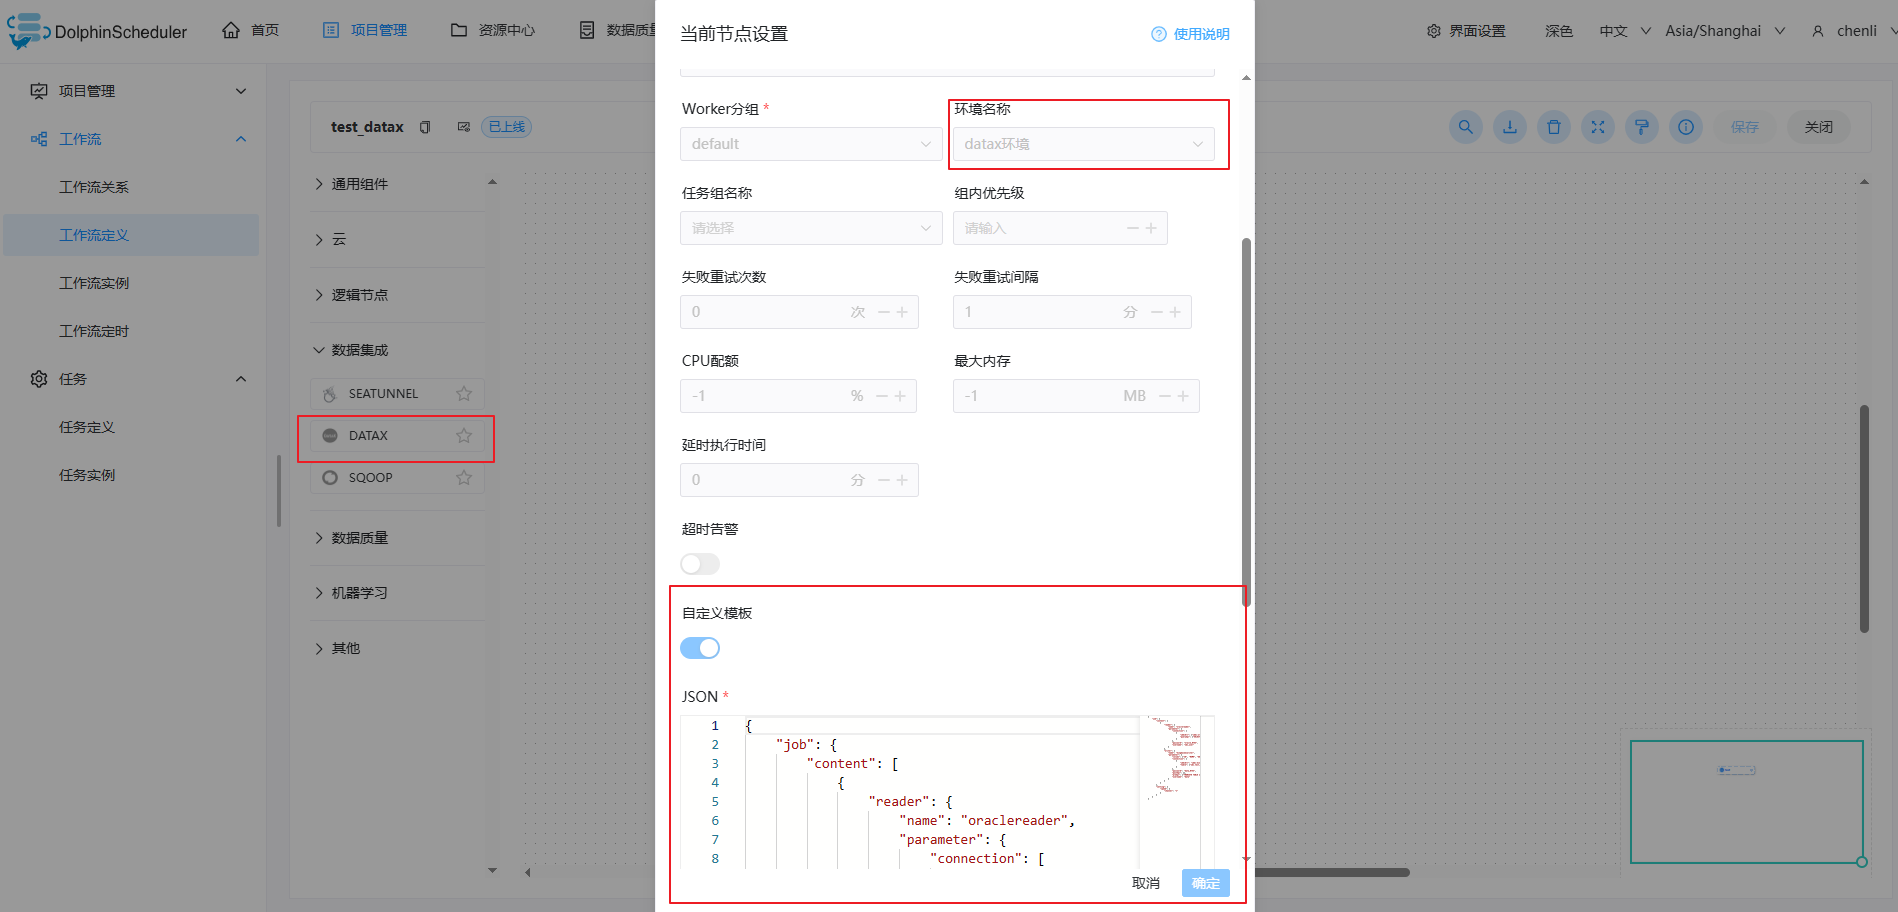 DolphinScheduler
首页
项目管理
资源中心
数据质量
界面设置
深色
中文
Asia/Shanghai
chenli
项目管理
工作流
工作流关系
工作流定义
工作流实例
工作流定时
任务
任务定义
任务实例
test_datax
已上线
保存
关闭
通用组件
云
逻辑节点
数据集成
SEATUNNEL
DATAX
SQOOP
数据质量
机器学习
其他
当前节点设置
使用说明
Worker分组 *
环境名称
default
datax环境
任务组名称
组内优先级
请选择
请输入
失败重试次数
失败重试间隔
0 次
1 分
CPU配额
最大内存
-1 %
-1 MB
延时执行时间
0 分
超时告警
自定义模板
JSON *
1 {
2 "job": {
3 "content": [
4 {
5 "reader": {
6 "name": "oraclereader",
7 "parameter": {
8 "connection": [
取消
确定